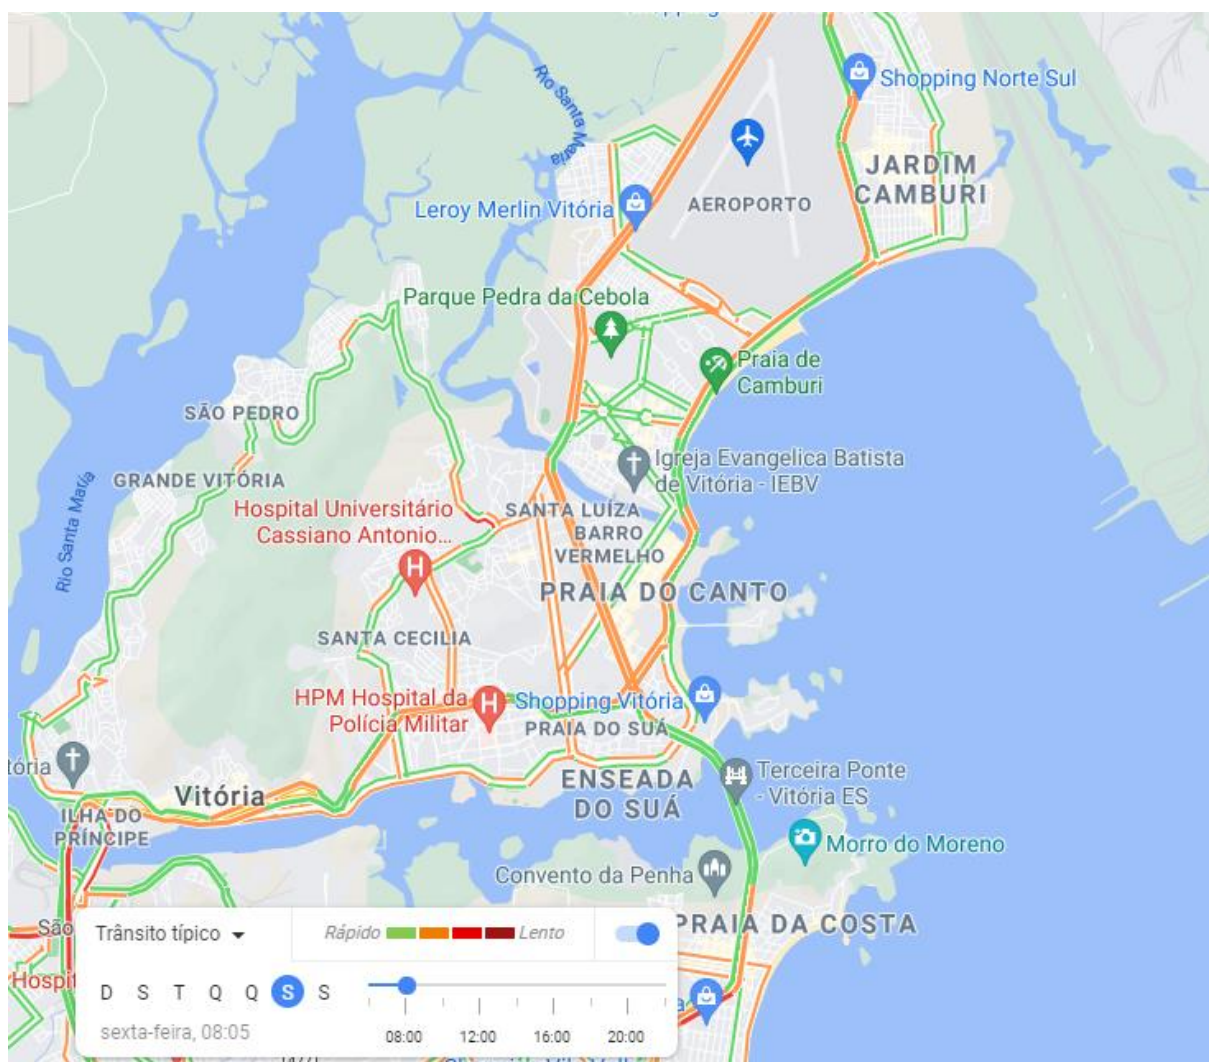 Shopping Norte Sul
JARDIM
CAMBURI
AEROPORTO
Rio Santa Maria
Leroy Merlin Vitória
Parque Pedra da Cebola
Praia de
Camburi
SÃO PEDRO
GRANDE VITÓRIA
Igreja Evangelica Batista
de Vitória - IEBV
Rio Santa Maria
Hospital Universitário
Cassiano Antonio...
SANTA LUÍZA
BARRO
VERMELHO
PRAIA DO CANTO
SANTA CECILIA
HPM Hospital da
Polícia Militar
Shopping Vitória
PRAIA DO SUÁ
tória
Vitória
ENSEADA
DO SUÁ
Terceira Ponte
- Vitória ES
ILHA DO
PRÍNCIPE
Morro do Moreno
Convento da Penha
São
PRAIA DA COSTA
Trânsito típico
Rápido
Lento
Hospit
D S T Q Q S S
sexta-feira, 08:05
08:00 12:00 16:00 20:00